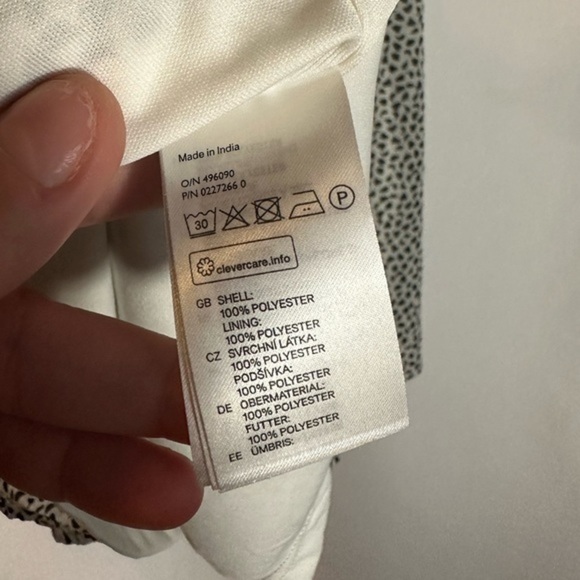 Made in India
O/N 496090
P/N 0227266 0
30
P
clevercare.info
GB SHELL:
100% POLYESTER
LINING:
100% POLYESTER
CZ SVRCHNÍ LÁTKA:
100% POLYESTER
PODŠÍVKA:
100% POLYESTER
DE OBERMATERIAL:
100% POLYESTER
FUTTER:
100% POLYESTER
EE ÜMBRIS: